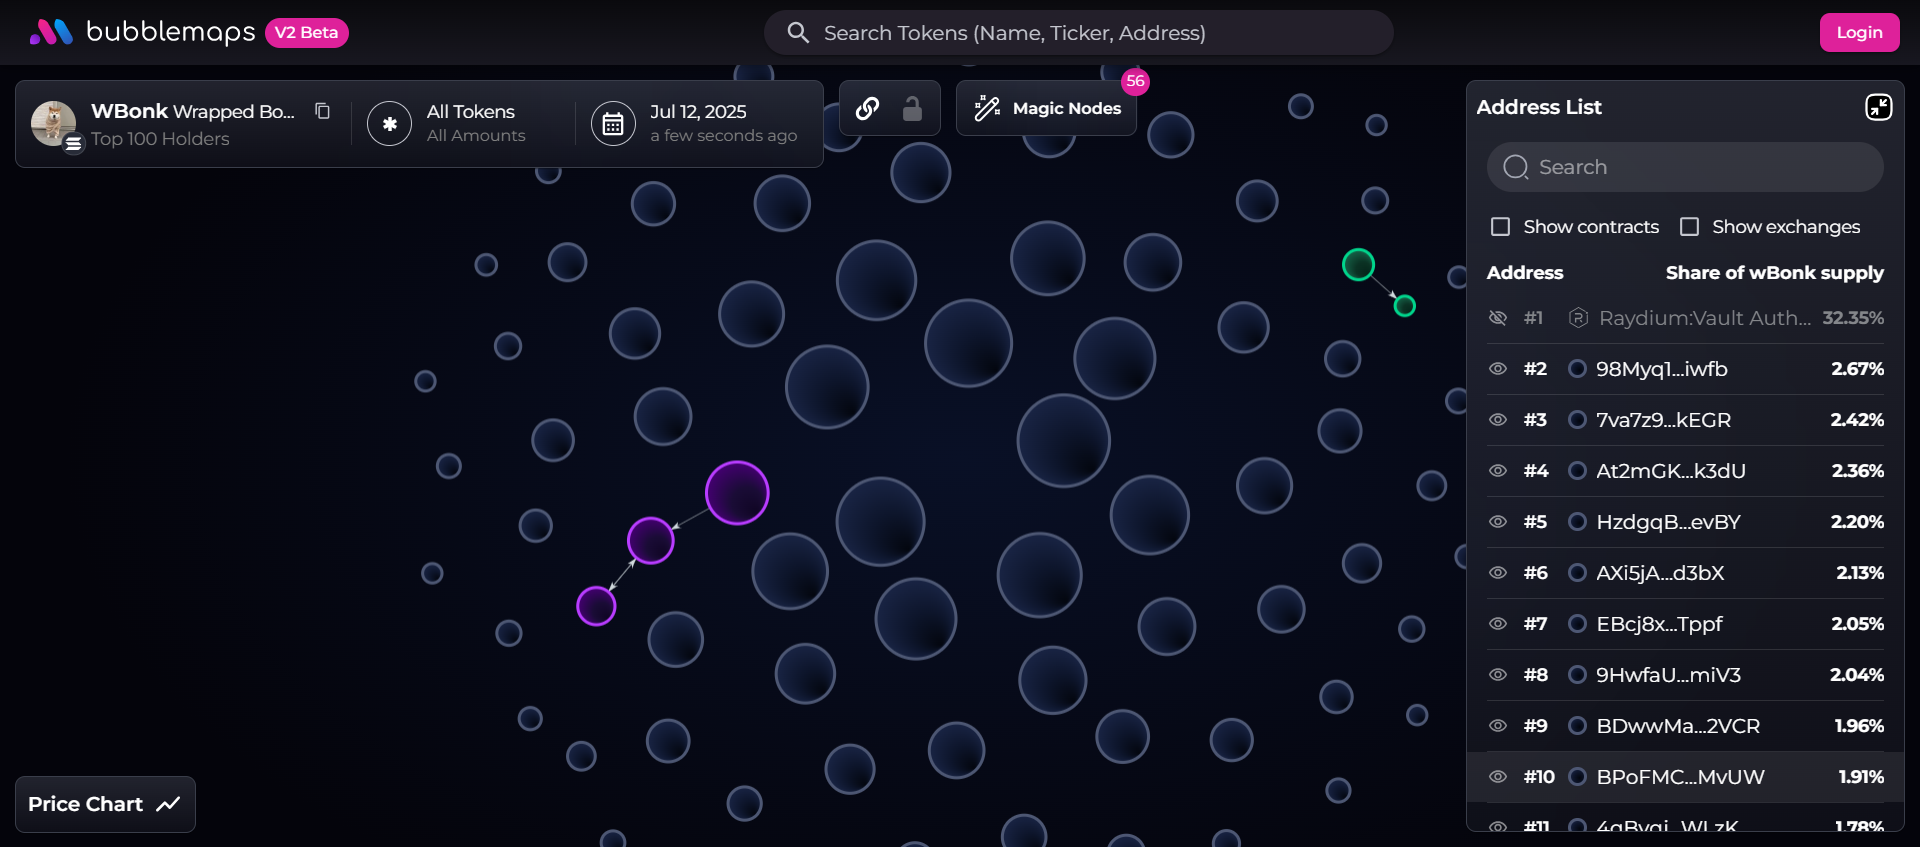 bubblemaps V2 Beta
Search Tokens (Name, Ticker, Address)
Login
WBonk Wrapped Bo...
Top 100 Holders
All Tokens
All Amounts
Jul 12, 2025
a few seconds ago
Magic Nodes
56
Address List
Search
Show contracts
Show exchanges
Address Share of wBonk supply
#1 Raydium:Vault Auth... 32.35%
#2 98Myq1...iwfb 2.67%
#3 7va7z9...kEGR 2.42%
#4 At2mGK...k3dU 2.36%
#5 HzdgqB...evBY 2.20%
#6 AXi5jA...d3bX 2.13%
#7 EBcj8x...Tppf 2.05%
#8 9HwfaU...miV3 2.04%
#9 BDwwMa...2VCR 1.96%
#10 BPoFMC...MvUW 1.91%
#11 1.78%
Price Chart